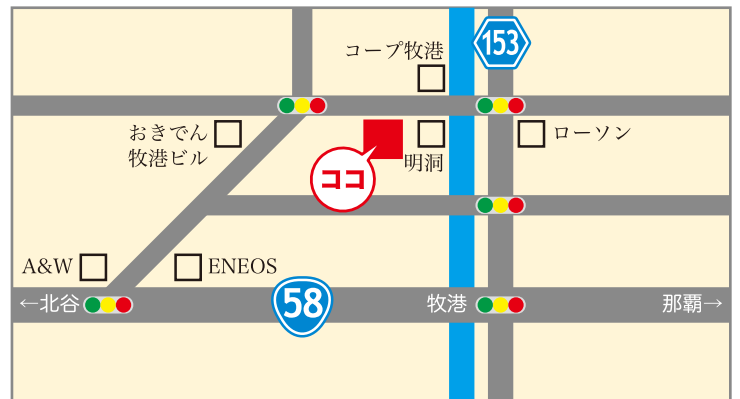 153
コープ牧港
おきでん
牧港ビル
明洞
ローソン
ココ
A&W
ENEOS
←北谷
58
牧港
那覇→